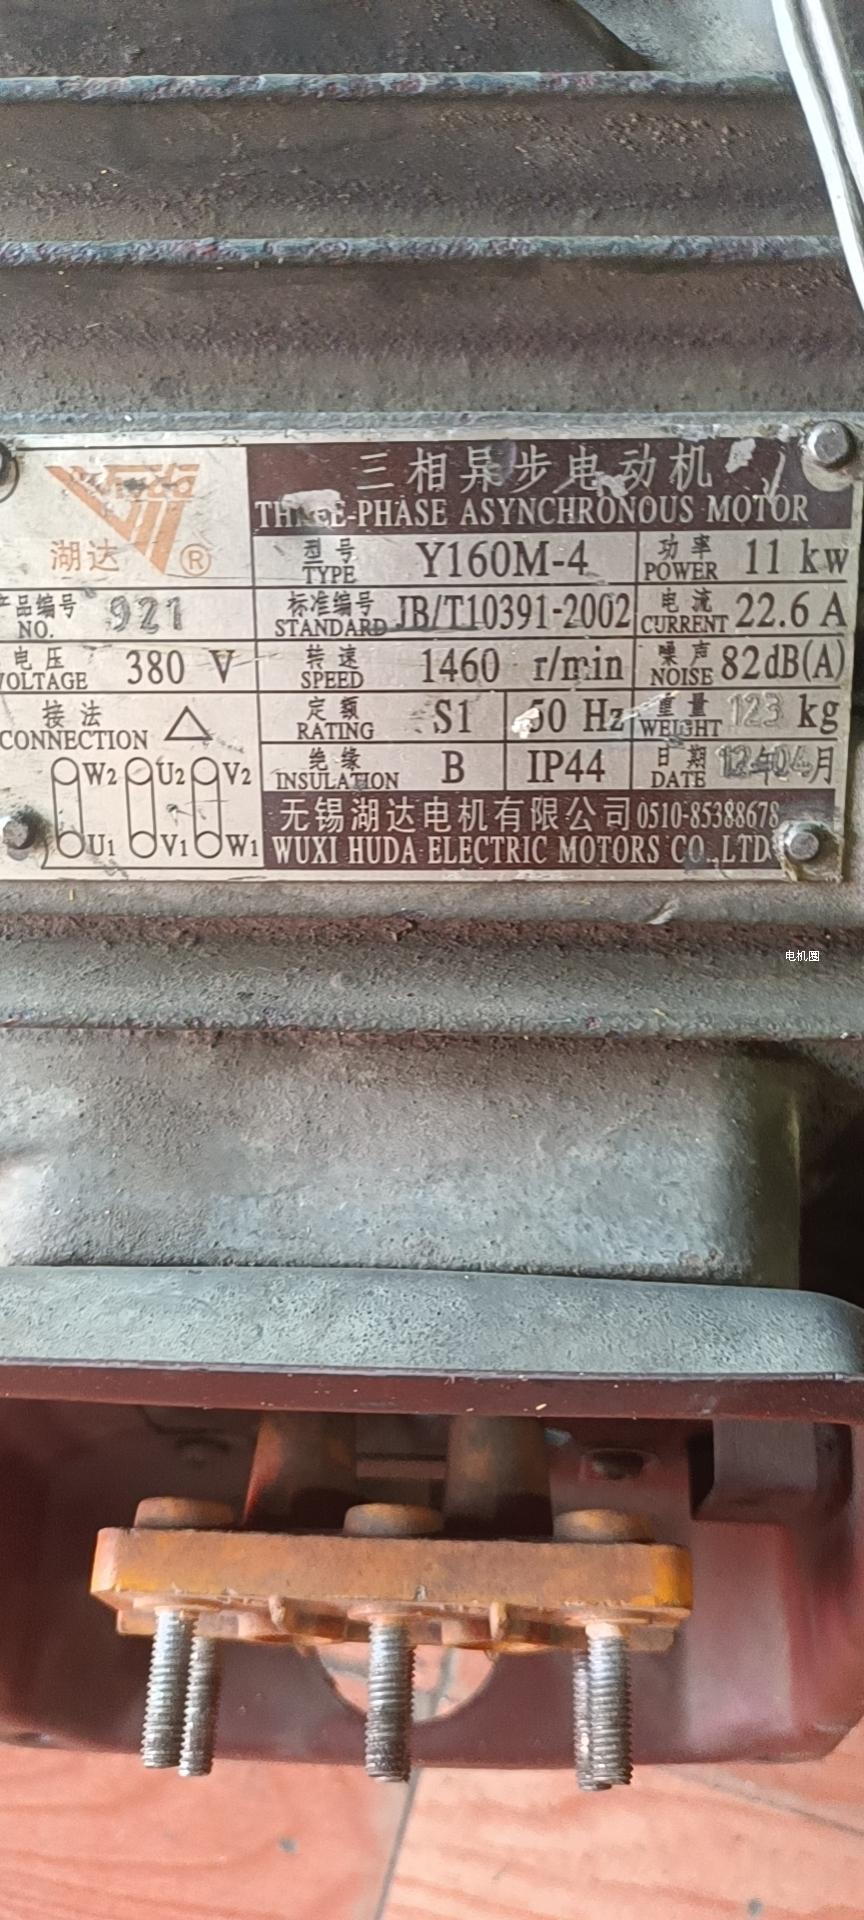 三相异步电动机
THREE-PHASE ASYNCHRONOUS MOTOR
湖达 ®
型号 TYPE Y160M-4 功率 POWER 11 kw
产品编号 NO. 921 标准编号 STANDARD JB/T10391-2002 电流 CURRENT 22.6 A
电压 VOLTAGE 380 V 转速 SPEED 1460 r/min 噪声 NOISE 82dB(A)
接法 CONNECTION △ 定额 RATING S1 50 Hz 重量 WEIGHT 123 kg
W2 U2 V2 绝缘 INSULATION B IP44 日期 DATE 12年04月
U1 V1 W1
无锡湖达电机有限公司 0510-85388678
WUXI HUDA ELECTRIC MOTORS CO.,LTD
电机圈